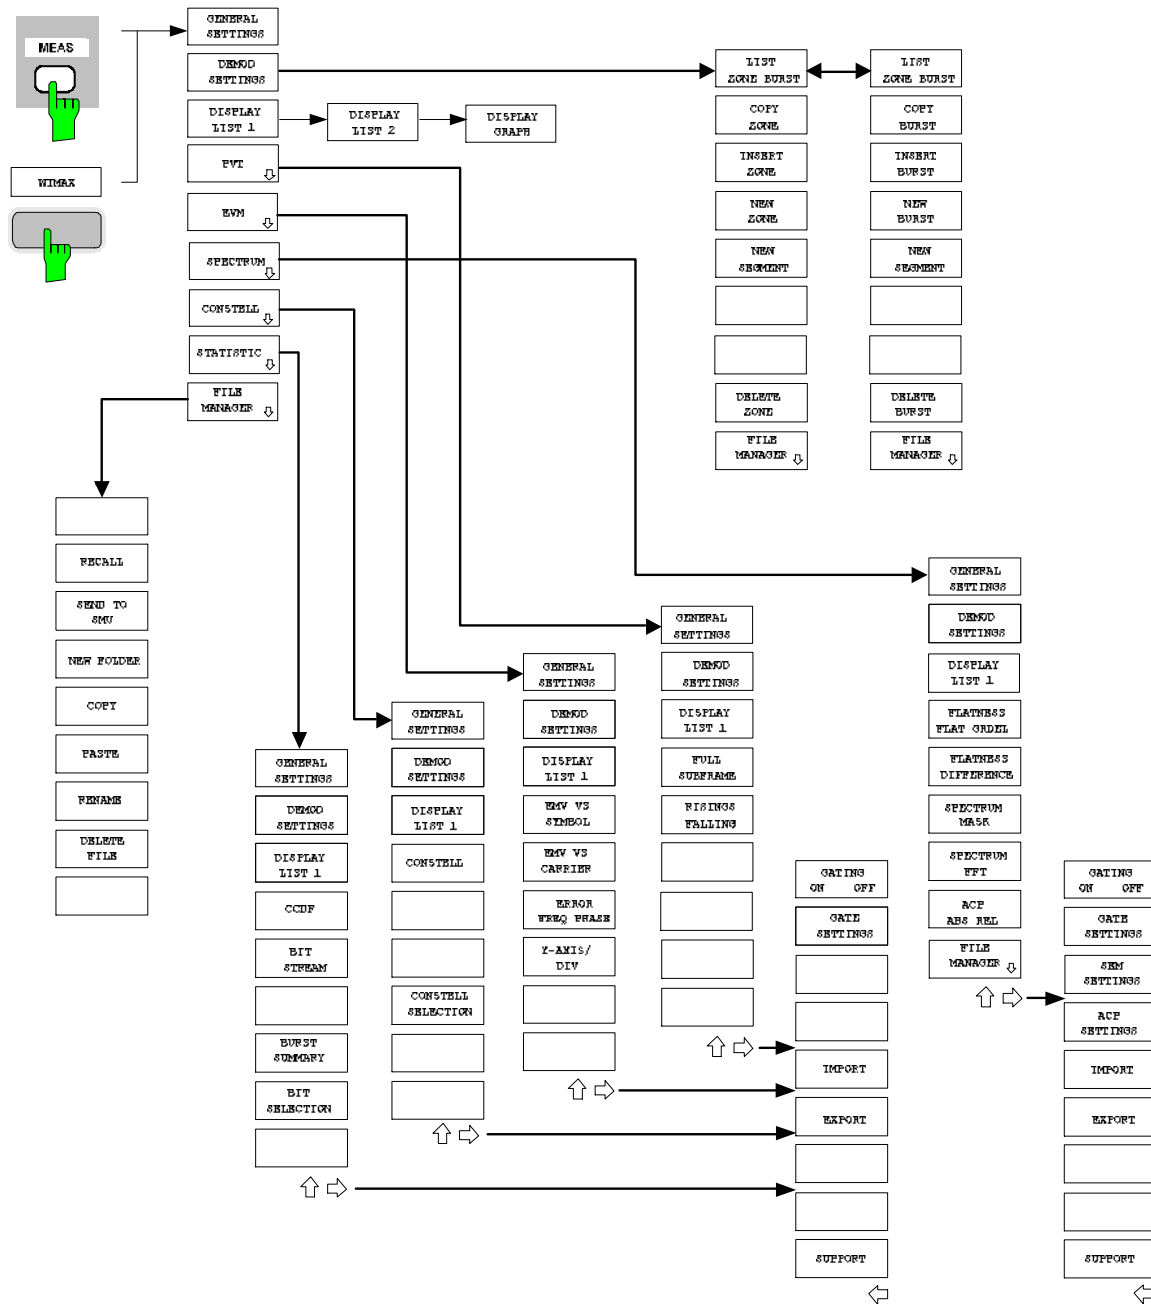 MEAS
WIMAX
GENERAL
SETTINGS
DEMOD
SETTINGS
DISPLAY
LIST 1
DISPLAY
LIST 2
DISPLAY
GRAPH
PVT
EVM
SPECTRUM
CONSTELL
STATISTIC
FILE
MANAGER
LIST
ZONE BURST
COPY
ZONE
INSERT
ZONE
NEW
ZONE
NEW
SEGMENT
DELETE
ZONE
FILE
MANAGER
LIST
ZONE BURST
COPY
BURST
INSERT
BURST
NEW
BURST
NEW
SEGMENT
DELETE
BURST
FILE
MANAGER
RECALL
SEND TO
SMU
NEW FOLDER
COPY
PASTE
RENAME
DELETE
FILE
GENERAL
SETTINGS
DEMOD
SETTINGS
DISPLAY
LIST 1
CCDF
BIT
STREAM
BURST
SUMMARY
BIT
SELECTION
GENERAL
SETTINGS
DEMOD
SETTINGS
DISPLAY
LIST 1
CONSTELL
CONSTELL
SELECTION
GENERAL
SETTINGS
DEMOD
SETTINGS
DISPLAY
LIST 1
EMV VS
SYMBOL
EMV VS
CARRIER
ERROR
FREQ PHASE
Y-AXIS/
DIV
GENERAL
SETTINGS
DEMOD
SETTINGS
DISPLAY
LIST 1
FULL
SUBFRAME
RISINGS
FALLING
GATING
ON OFF
GATE
SETTINGS
IMPORT
EXPORT
SUPPORT
GENERAL
SETTINGS
DEMOD
SETTINGS
DISPLAY
LIST 1
FLATNESS
FLAT GRDEL
FLATNESS
DIFFERENCE
SPECTRUM
MASK
SPECTRUM
FFT
ACP
ABS REL
FILE
MANAGER
GATING
ON OFF
GATE
SETTINGS
SEM
SETTINGS
ACP
SETTINGS
IMPORT
EXPORT
SUPPORT